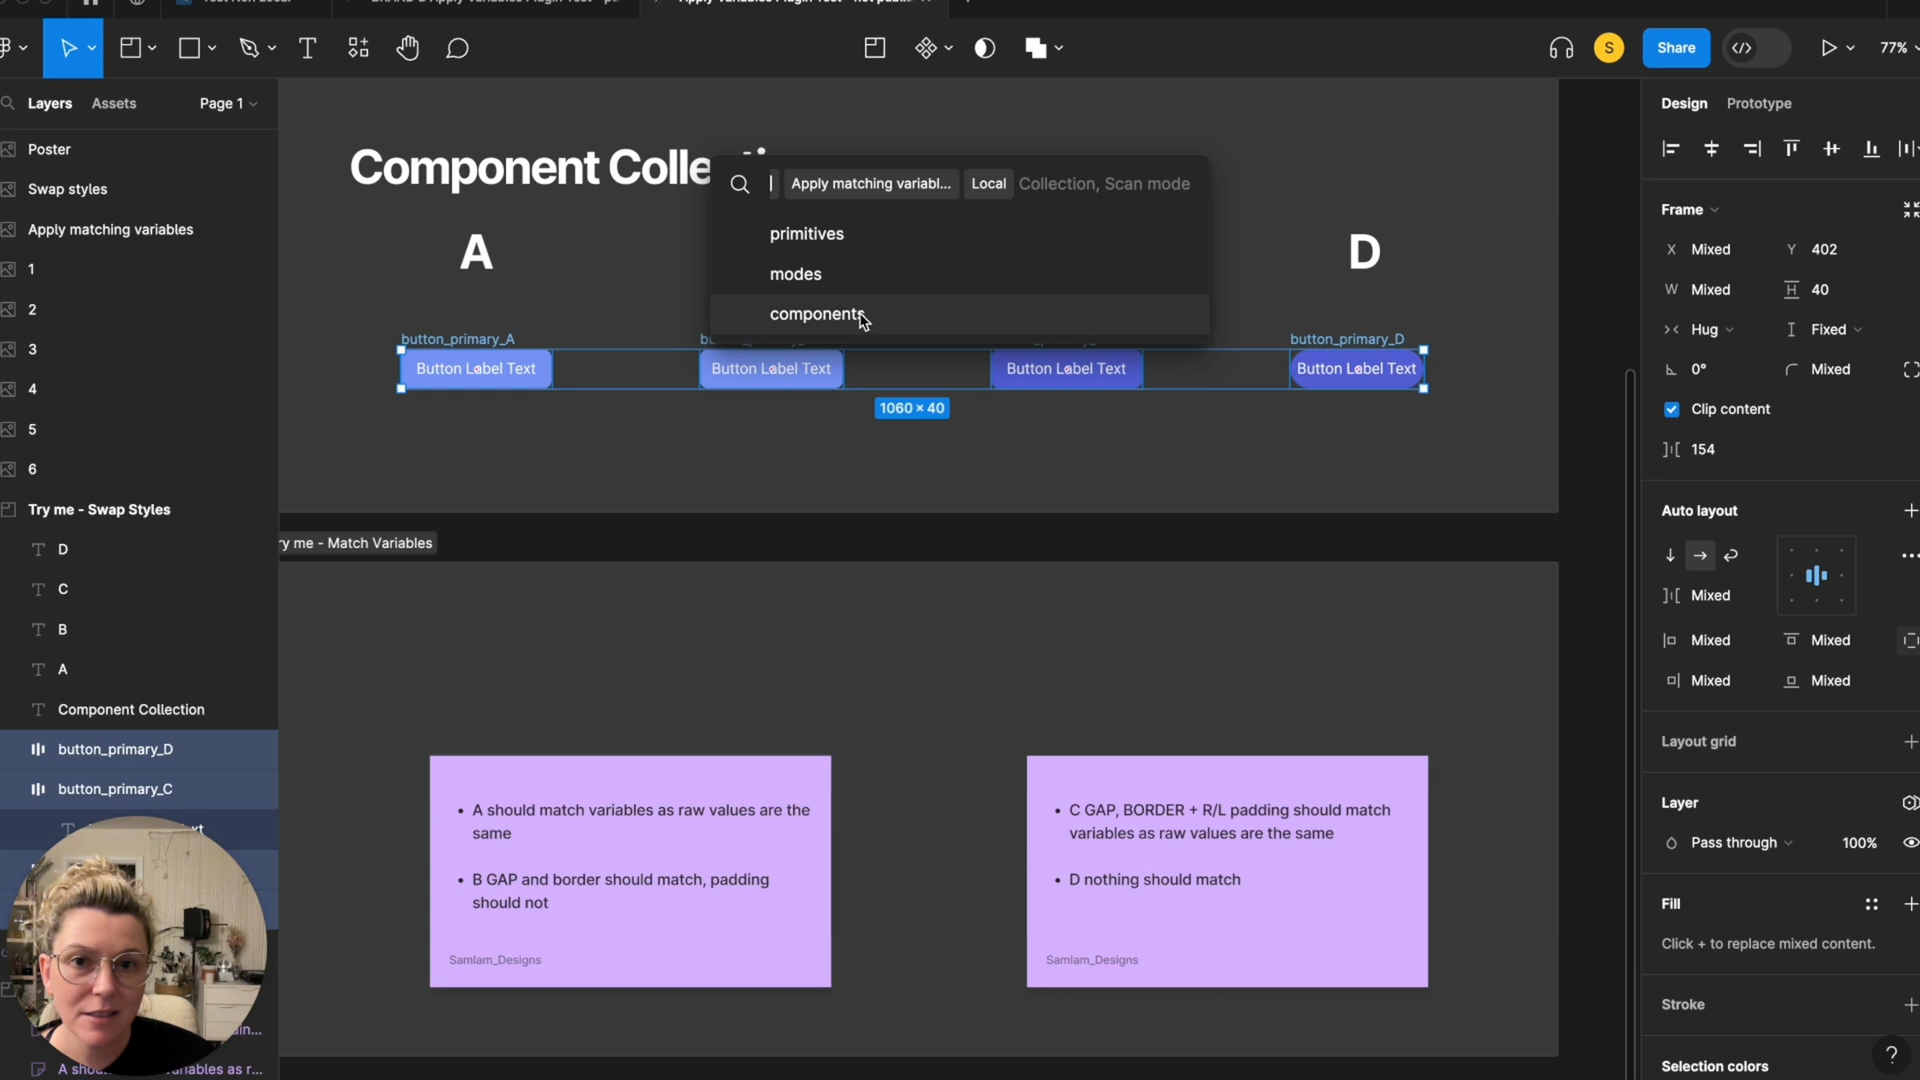 Share
77%
Layers
Assets
Page 1
Design
Prototype
Poster
Swap styles
Apply matching variables
1
2
3
4
5
6
Try me - Swap Styles
D
C
B
A
Component Collection
button_primary_D
button_primary_C
Component Colle
A
D
Apply matching variabl...
Local
Collection, Scan mode
primitives
modes
components
button_primary_A
button_primary_D
Button Label Text
Button Label Text
Button Label Text
Button Label Text
1060 × 40
ry me - Match Variables
• A should match variables as raw values are the
same
• B GAP and border should match, padding
should not
SamIam_Designs
• C GAP, BORDER + R/L padding should match
variables as raw values are the same
• D nothing should match
SamIam_Designs
Frame
X Mixed
Y 402
W Mixed
H 40
Hug
Fixed
0°
Mixed
Clip content
154
Auto layout
Mixed
Mixed
Mixed
Mixed
Mixed
Layout grid
Layer
Pass through
100%
Fill
Click + to replace mixed content.
Stroke
Selection colors
S
?